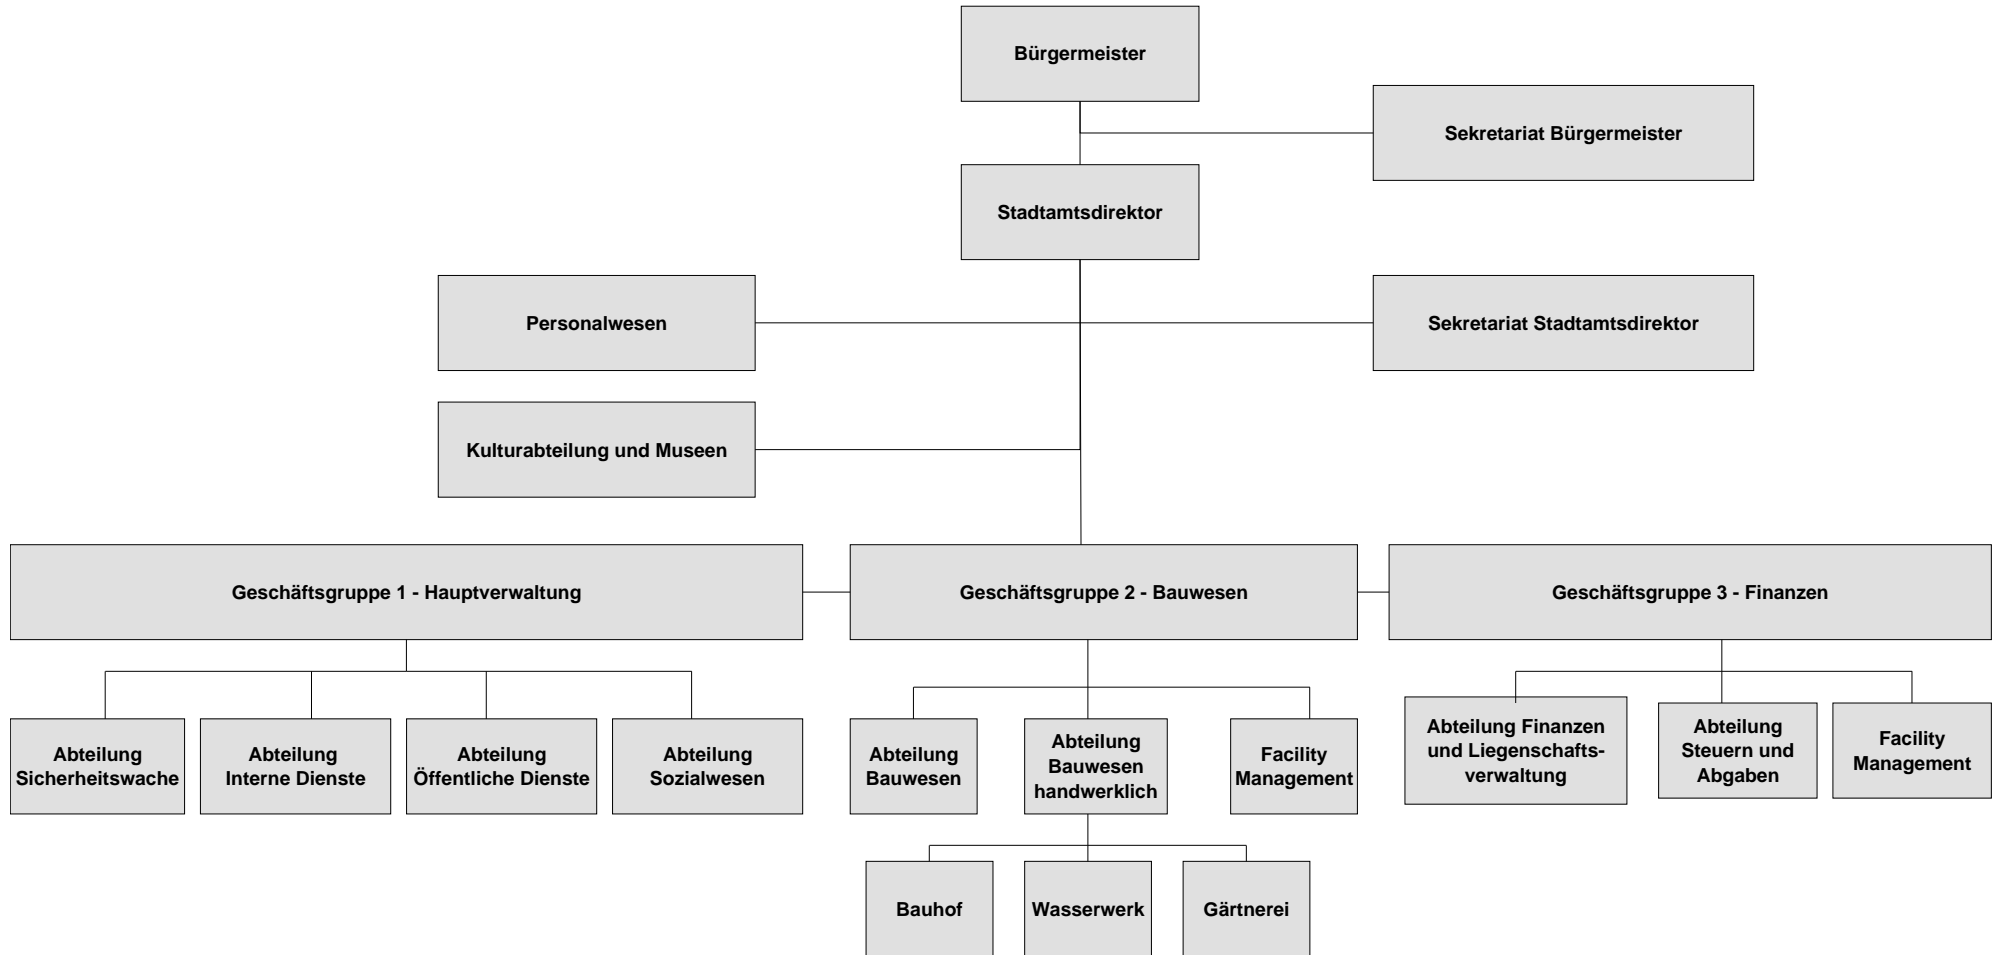 Bürgermeister
Sekretariat Bürgermeister
Stadtamtsdirektor
Personalwesen
Sekretariat Stadtamtsdirektor
Kulturabteilung und Museen
Geschäftsgruppe 1 - Hauptverwaltung
Geschäftsgruppe 2 - Bauwesen
Geschäftsgruppe 3 - Finanzen
Abteilung
Sicherheitswache
Abteilung
Interne Dienste
Abteilung
Öffentliche Dienste
Abteilung
Sozialwesen
Abteilung
Bauwesen
Abteilung
Bauwesen
handwerklich
Facility
Management
Abteilung Finanzen
und Liegenschafts-
verwaltung
Abteilung
Steuern und
Abgaben
Facility
Management
Bauhof
Wasserwerk
Gärtnerei